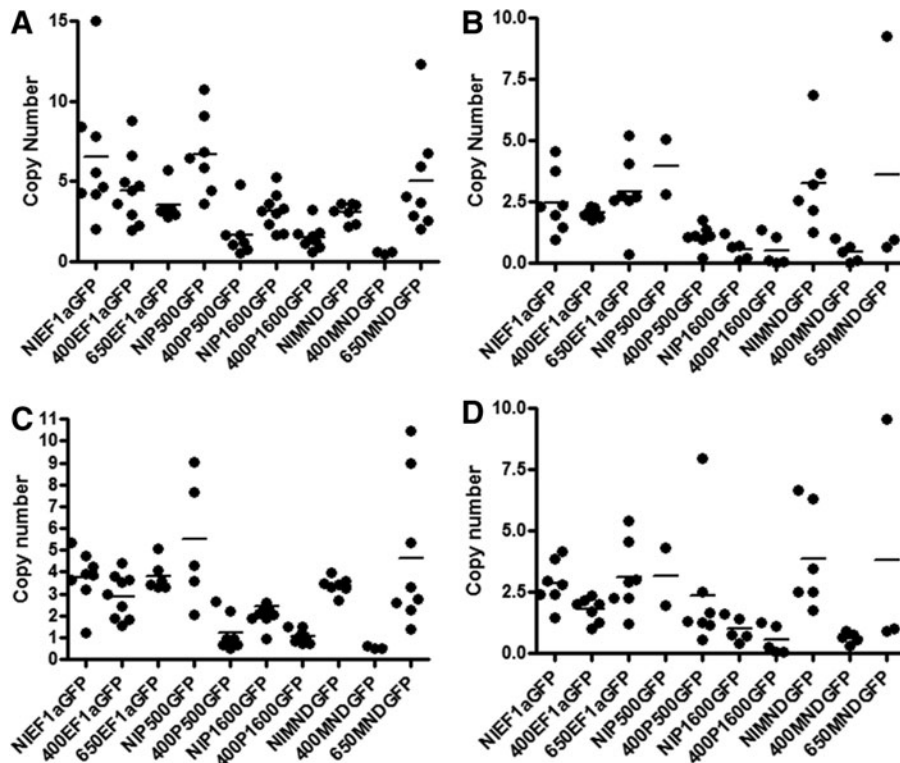 A
Copy Number
15
10
5
0
NIEF1aGFP
400EF1aGFP
650EF1aGFP
NIP500GFP
400P500GFP
NIP1600GFP
400P1600GFP
NIMNDGFP
400MNDGFP
650MNDGFP
B
Copy Number
10.0
7.5
5.0
2.5
0.0
NIEF1aGFP
400EF1aGFP
650EF1aGFP
NIP500GFP
400P500GFP
NIP1600GFP
400P1600GFP
NIMNDGFP
400MNDGFP
650MNDGFP
C
Copy number
11
10
9
8
7
6
5
4
3
2
1
0
NIEF1aGFP
400EF1aGFP
650EF1aGFP
NIP500GFP
400P500GFP
NIP1600GFP
400P1600GFP
NIMNDGFP
400MNDGFP
650MNDGFP
D
Copy number
10.0
7.5
5.0
2.5
0.0
NIEF1aGFP
400EF1aGFP
650EF1aGFP
NIP500GFP
400P500GFP
NIP1600GFP
400P1600GFP
NIMNDGFP
400MNDGFP
650MNDGFP